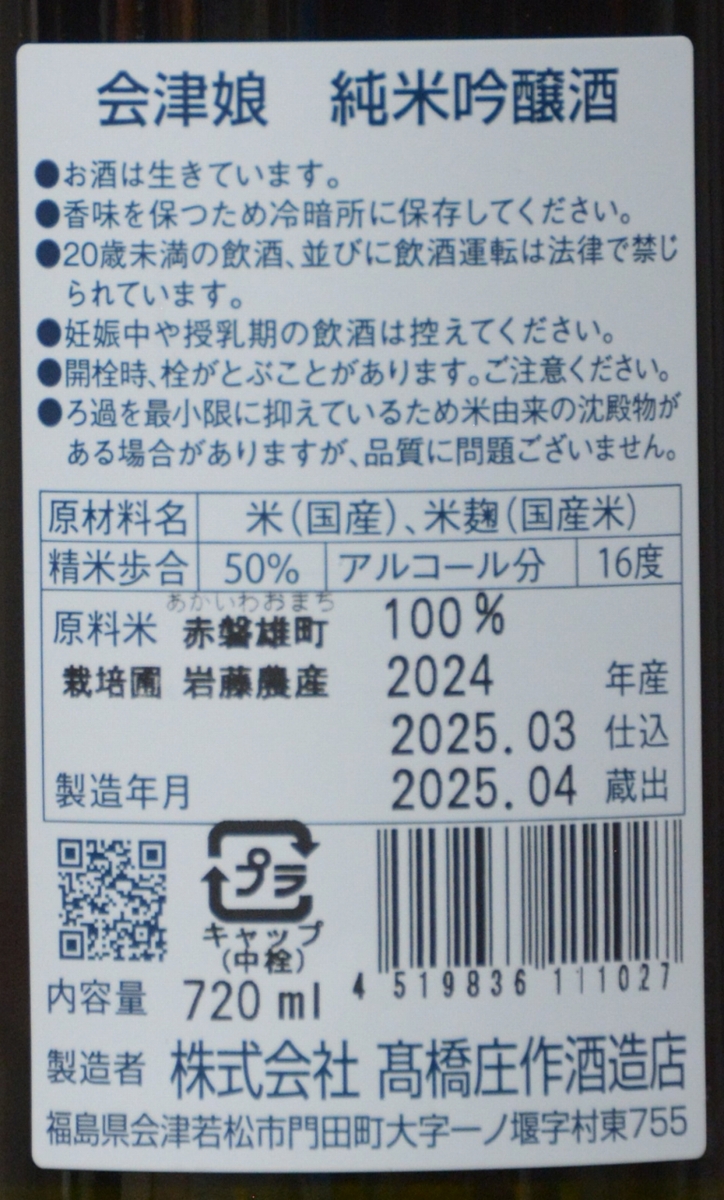 会津娘　純米吟醸酒
●お酒は生きています。
●香味を保つため冷暗所に保存してください。
●20歳未満の飲酒、並びに飲酒運転は法律で禁じ
られています。
●妊娠中や授乳期の飲酒は控えてください。
●開栓時、栓がとぶことがあります。ご注意ください。
●ろ過を最小限に抑えているため米由来の沈殿物が
ある場合がありますが、品質に問題ございません。
原材料名 米（国産）、米麹（国産米）
精米歩合 50% アルコール分 16度
あかいわおまち
原料米 赤磐雄町 100%
栽培圃 岩藤農産 2024 年産
2025.03 仕込
製造年月 2025.04 蔵出
プラ
キャップ
（中栓）
4 519836 111027
内容量 720 ml
製造者 株式会社 髙橋庄作酒造店
福島県会津若松市門田町大字一ノ堰字村東755